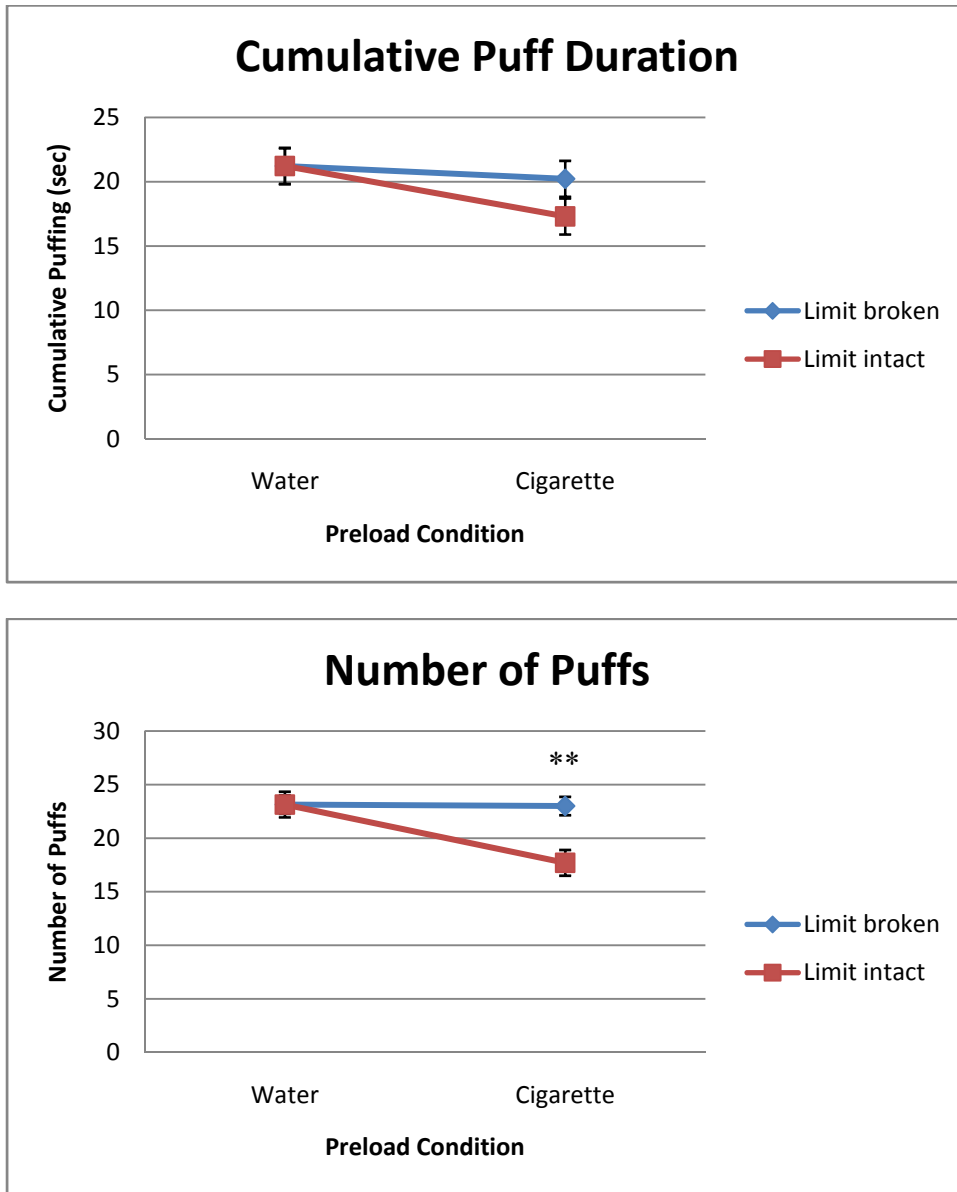 Cumulative Puff Duration
25
20
15
10
5
0
Cumulative Puffing (sec)
Water Cigarette
Preload Condition
Limit broken
Limit intact
Number of Puffs
30
25
20
15
10
5
0
Number of Puffs
**
Water Cigarette
Preload Condition
Limit broken
Limit intact